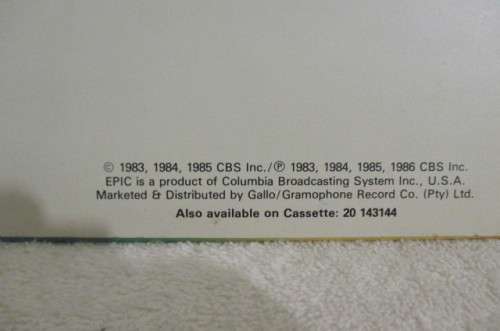 © 1983, 1984, 1985 CBS Inc./℗ 1983, 1984, 1985, 1986 CBS Inc.
EPIC is a product of Columbia Broadcasting System Inc., U.S.A.
Marketed & Distributed by Gallo/Gramophone Record Co. (Pty) Ltd.
Also available on Cassette: 20 143144